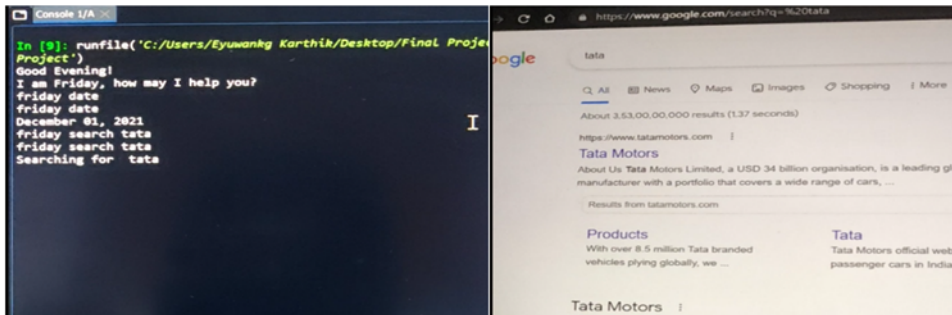 Console 1/A
In [9]: runfile('C:/Users/Eyuwankg Karthik/Desktop/Final Proje
Project')
Good Evening!
I am Friday, how may I help you?
friday date
friday date
December 01, 2021
friday search tata
friday search tata
Searching for  tata
https://www.google.com/search?q=%20tata
ogle
tata
All News Maps Images Shopping More
About 3,53,00,00,000 results (1.37 seconds)
https://www.tatamotors.com
Tata Motors
About Us Tata Motors Limited, a USD 34 billion organisation, is a leading gl
manufacturer with a portfolio that covers a wide range of cars, ...
Results from tatamotors.com
Products
With over 8.5 million Tata branded
vehicles plying globally, we ...
Tata
Tata Motors official web
passenger cars in India
Tata Motors